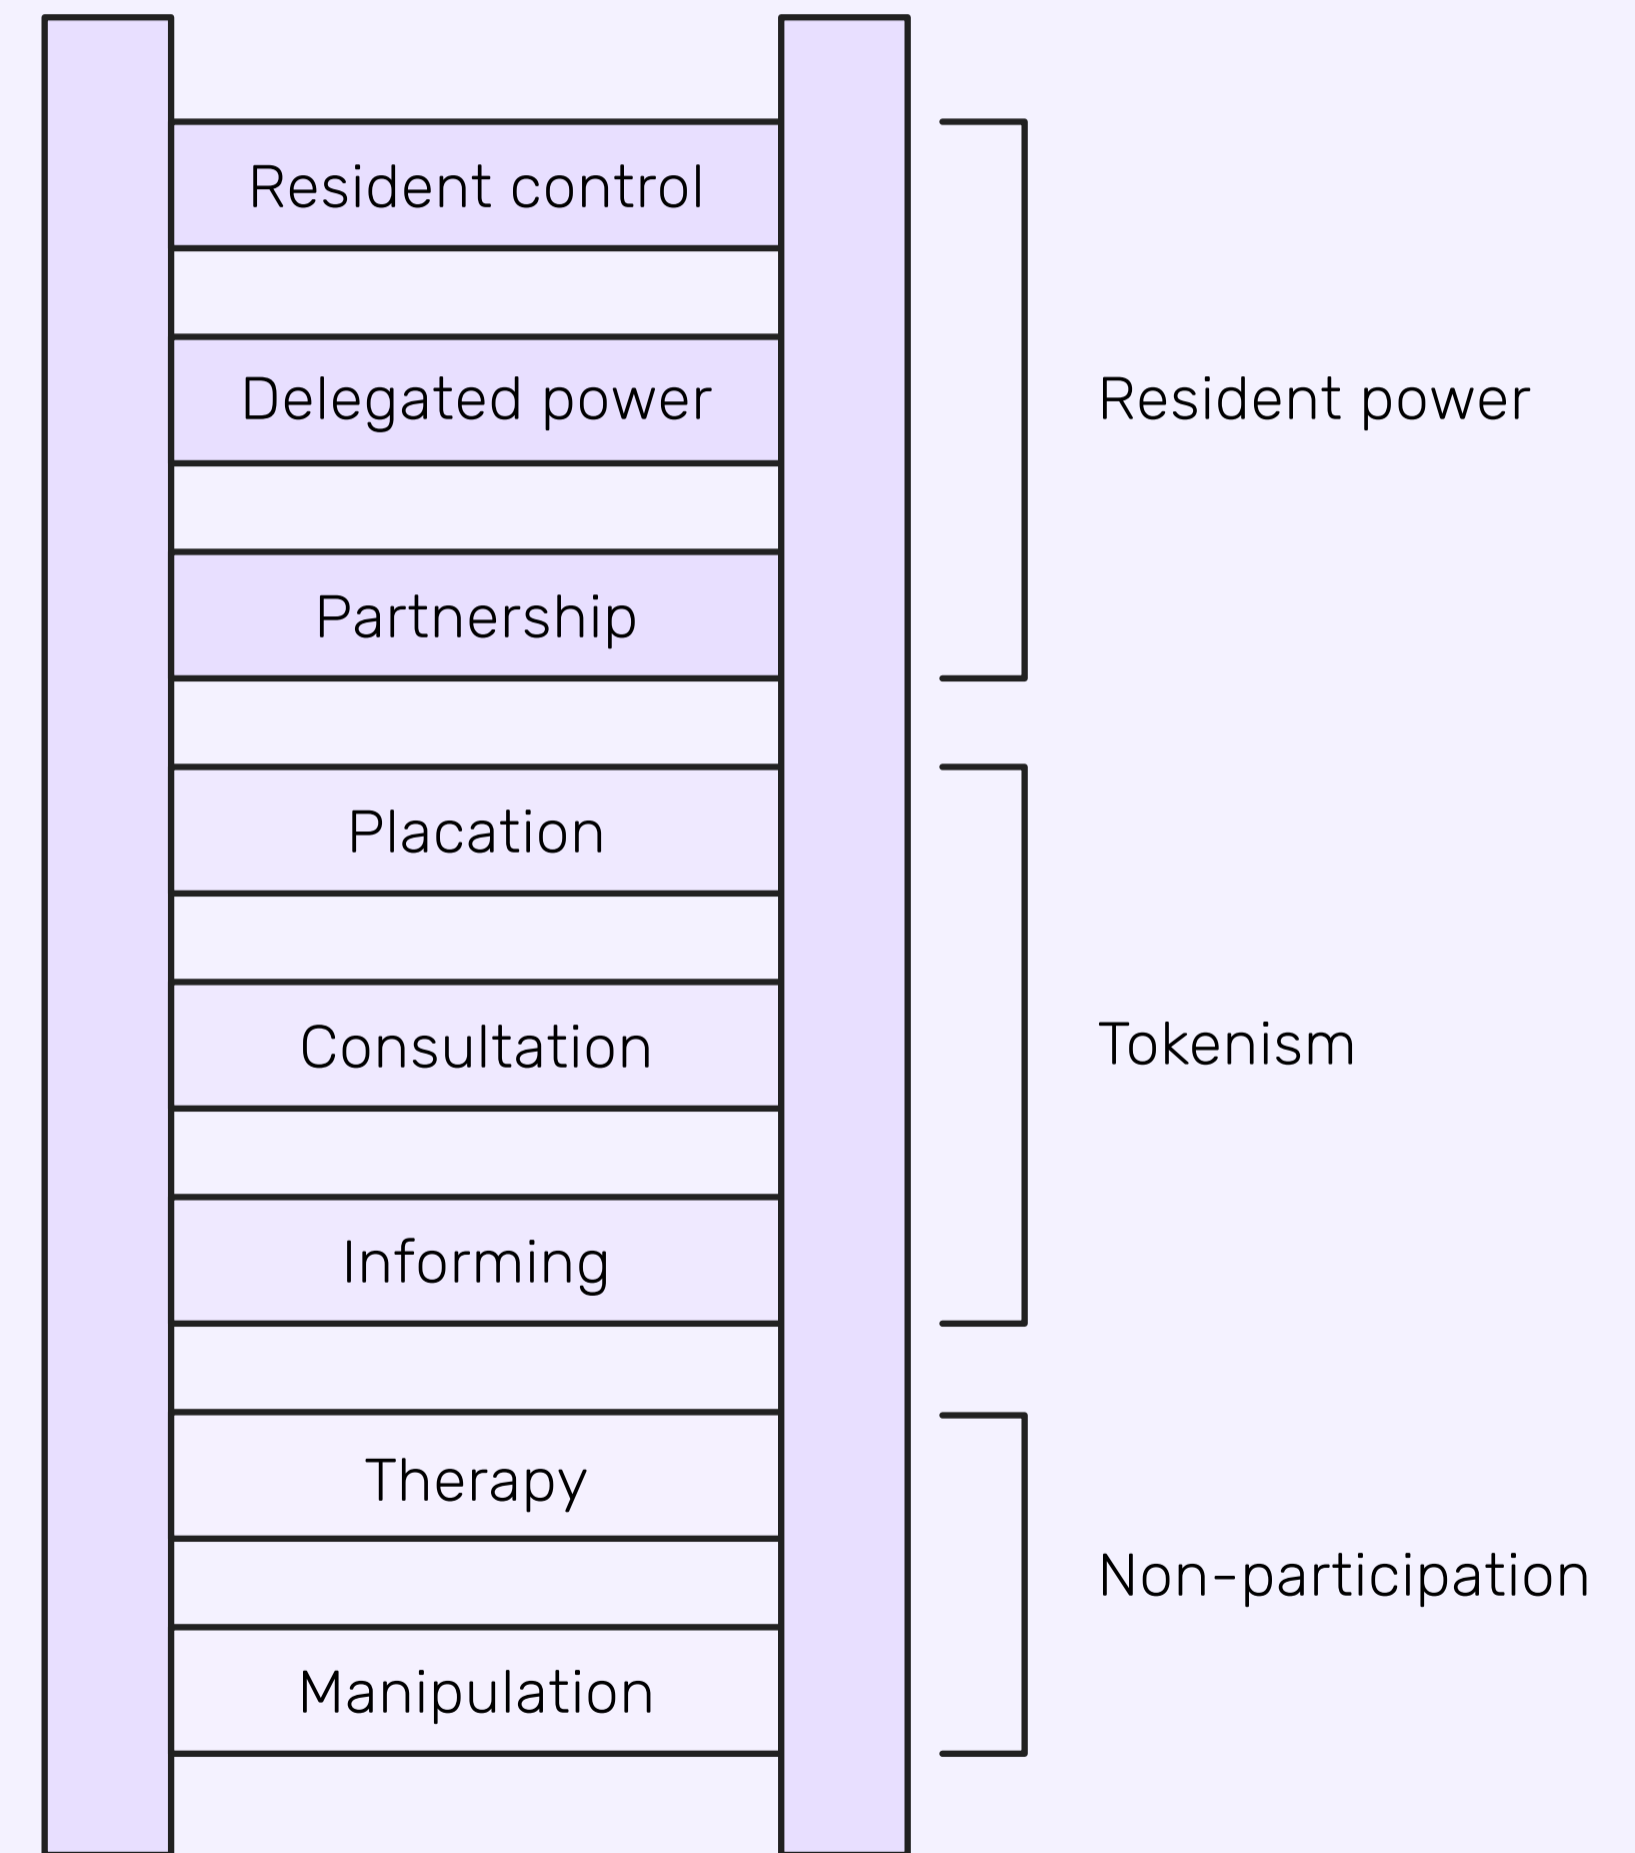 Resident control
Delegated power
Resident power
Partnership
Placation
Consultation
Tokenism
Informing
Therapy
Non-participation
Manipulation